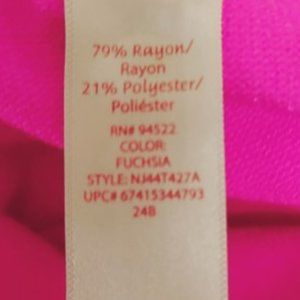 79% Rayon/
Rayon
21% Polyester/
Poliéster
RN# 94522
COLOR:
FUCHSIA
STYLE: NJ44T427A
UPC# 67415344793
24B